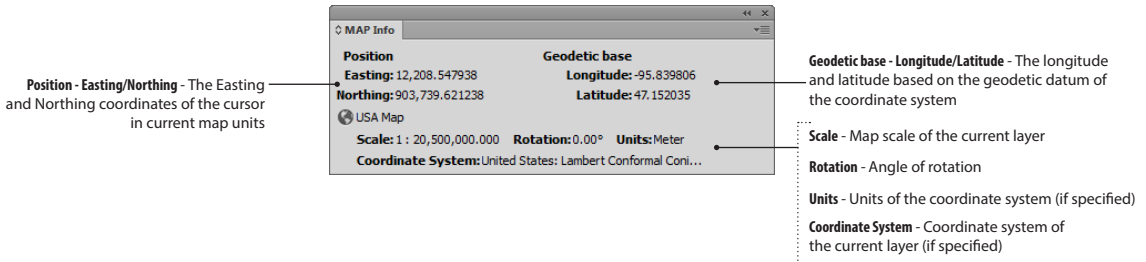 MAP Info
Position
Geodetic base
Easting: 12,208.547938
Longitude: -95.839806
Northing: 903,739.621238
Latitude: 47.152035
USA Map
Scale: 1 : 20,500,000.000 Rotation: 0.00° Units: Meter
Coordinate System: United States: Lambert Conformal Coni...
Position - Easting/Northing - The Easting
and Northing coordinates of the cursor
in current map units
Geodetic base - Longitude/Latitude - The longitude
and latitude based on the geodetic datum of
the coordinate system
Scale - Map scale of the current layer
Rotation - Angle of rotation
Units - Units of the coordinate system (if specified)
Coordinate System - Coordinate system of
the current layer (if specified)